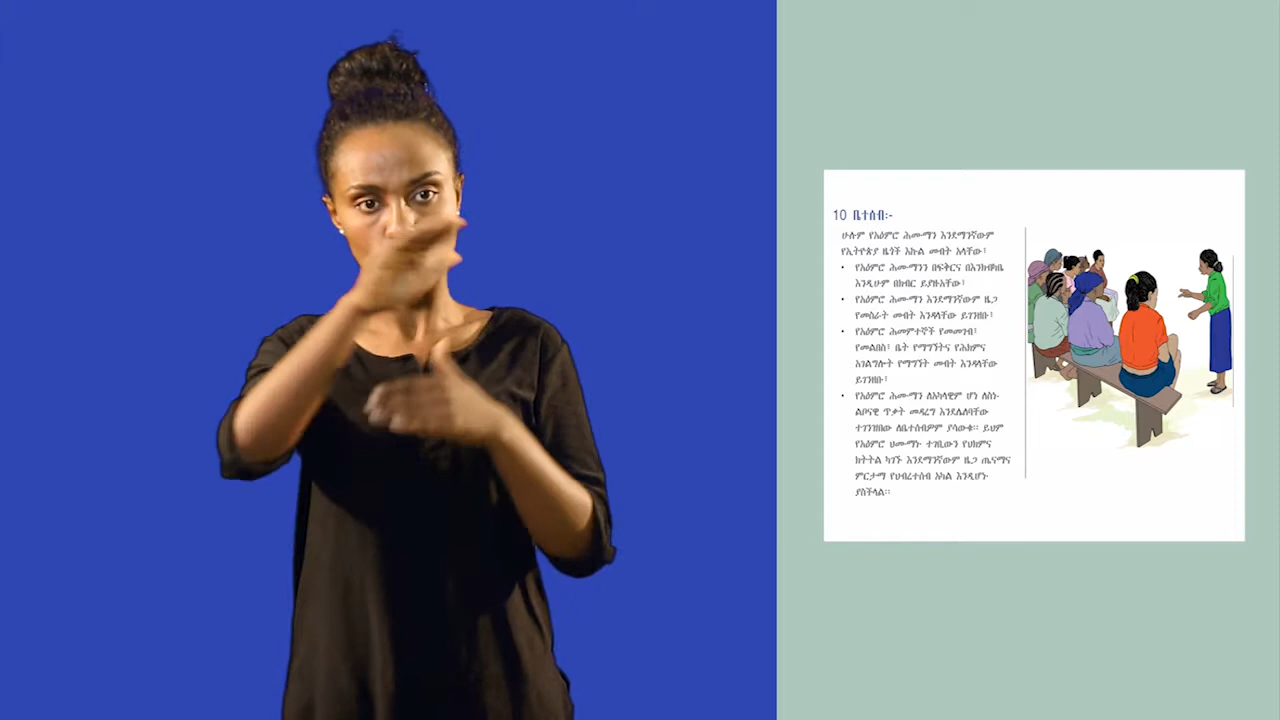 10 ቤተሰብ፡-
ሁሉም የአዕምሮ ሕሙማን እንደማንኛውም
የኢትዮጵያ ዜጎች እኩል መብት አላቸው፤
• የአዕምሮ ሕሙማንን በፍቅርና በእንክብካቤ
እንዲሁም በክብር ይያዙአቸው፤
• የአዕምሮ ሕሙማን እንደማንኛውም ዜጋ
የመስራት መብት እንዳላቸው ይገንዘቡ፤
• የአዕምሮ ሕመምተኞች የመመገብ፤
የመልበስ፤ ቤት የማግኘትና የሕክምና
አገልግሎት የማግኘት መብት እንዳላቸው
ይገንዘቡ፤
• የአዕምሮ ሕሙማን ለአካላዊም ሆነ ለስነ-
ልቦናዊ ጥቃት መዳረግ እንደሌለባቸው
ተገንዝበው ለቤተሰብዎም ያሳውቁ። ይህም
የአዕምሮ ህሙማኑ ተገቢውን የህክምና
ክትትል ካገኙ እንደማንኛውም ዜጋ ጤናማና
ምርታማ የህብረተሰብ አካል እንዲሆኑ
ያስችላል።